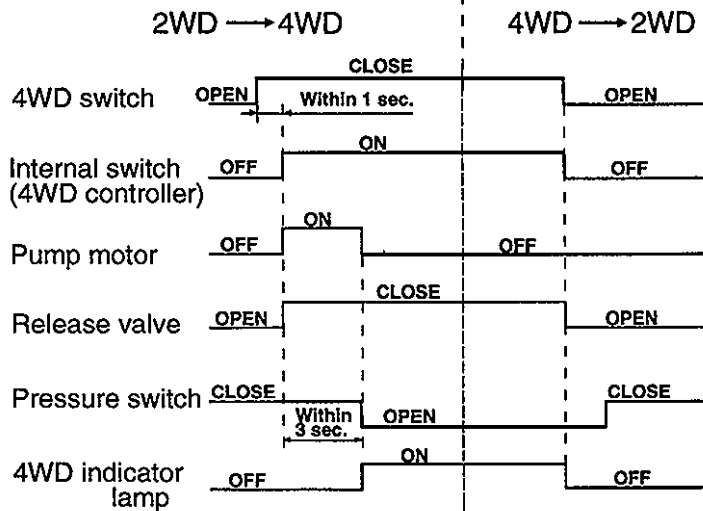 2WD → 4WD 4WD → 2WD
CLOSE
4WD switch OPEN Within 1 sec. OPEN
ON
Internal switch
(4WD controller) OFF OFF
ON
Pump motor OFF OFF
CLOSE
Release valve OPEN OPEN
CLOSE CLOSE
Pressure switch
Within
3 sec. OPEN
ON
4WD indicator
lamp OFF OFF